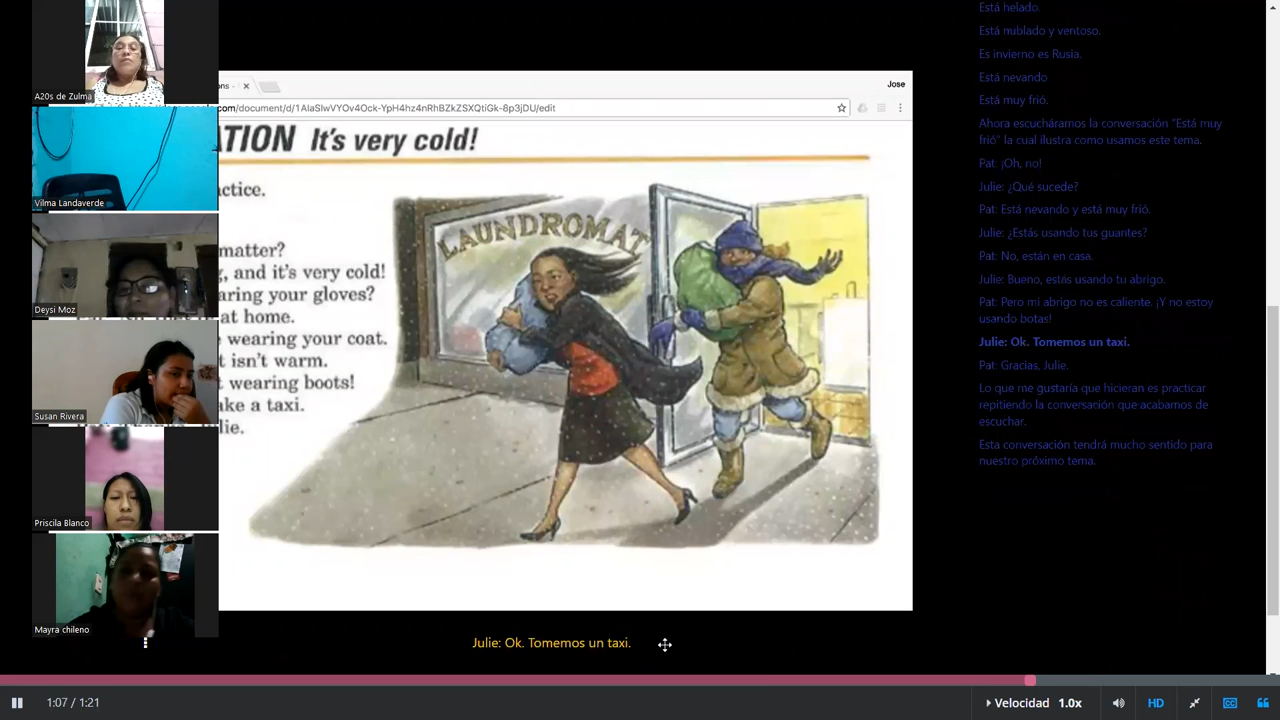 A20s de Zulma
Vilma Landaverde
Deysi Moz
Susan Rivera
Priscila Blanco
Mayra chileno
Jose
.com/document/d/1AIaSIwVYOv4Ock-YpH4hz4nRhBZkZSXQtiGk-8p3jDU/edit
ATION It's very cold!
actice.
matter?
g, and it's very cold!
aring your gloves?
at home.
wearing your coat.
t isn't warm.
t wearing boots!
ake a taxi.
lie.
LAUNDROMAT
Está helado.
Está nublado y ventoso.
Es invierno es Rusia.
Está nevando
Está muy frió.
Ahora escucháramos la conversación "Está muy
frió" la cual ilustra como usamos este tema.
Pat: ¡Oh, no!
Julie: ¿Qué sucede?
Pat: Está nevando y está muy frió.
Julie: ¿Estás usando tus guantes?
Pat: No, están en casa.
Julie: Bueno, estás usando tu abrigo.
Pat: Pero mi abrigo no es caliente. ¡Y no estoy
usando botas!
Julie: Ok. Tomemos un taxi.
Pat: Gracias, Julie.
Lo que me gustaría que hicieran es practicar
repitiendo la conversación que acabamos de
escuchar.
Esta conversación tendrá mucho sentido para
nuestro próximo tema.
Julie: Ok. Tomemos un taxi.
1:07 / 1:21
Velocidad 1.0x
HD
CC